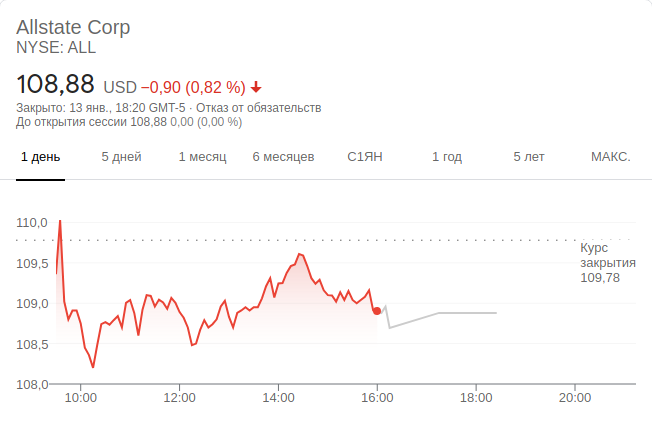 Allstate Corp
NYSE: ALL
108,88 USD −0,90 (0,82 %)
Закрыто: 13 янв., 18:20 GMT-5 · Отказ от обязательств
До открытия сессии 108,88 0,00 (0,00 %)
1 день 5 дней 1 месяц 6 месяцев С1ЯН 1 год 5 лет МАКС.
110,0
109,5
109,0
108,5
108,0
Курс
закрытия
109,78
10:00 12:00 14:00 16:00 18:00 20:00